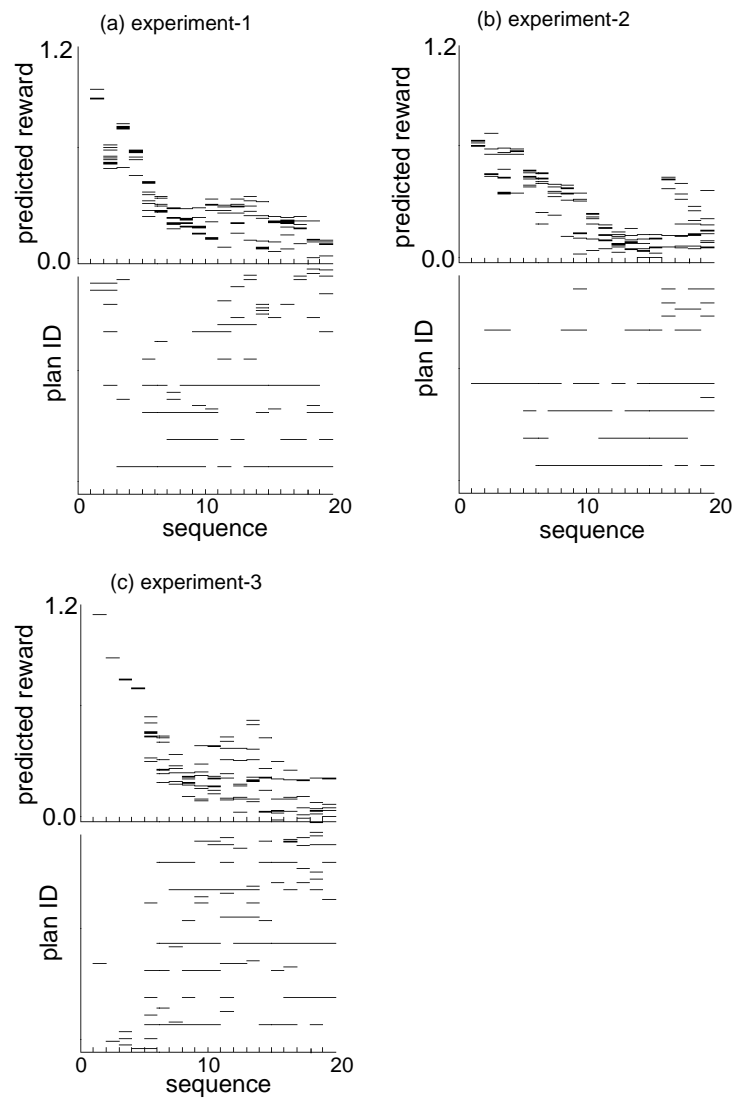 (a) experiment-1
1.2
predicted reward
0.0
plan ID
0
10
20
sequence
(b) experiment-2
1.2
predicted reward
0.0
plan ID
0
10
20
sequence
(c) experiment-3
1.2
predicted reward
0.0
plan ID
0
10
20
sequence